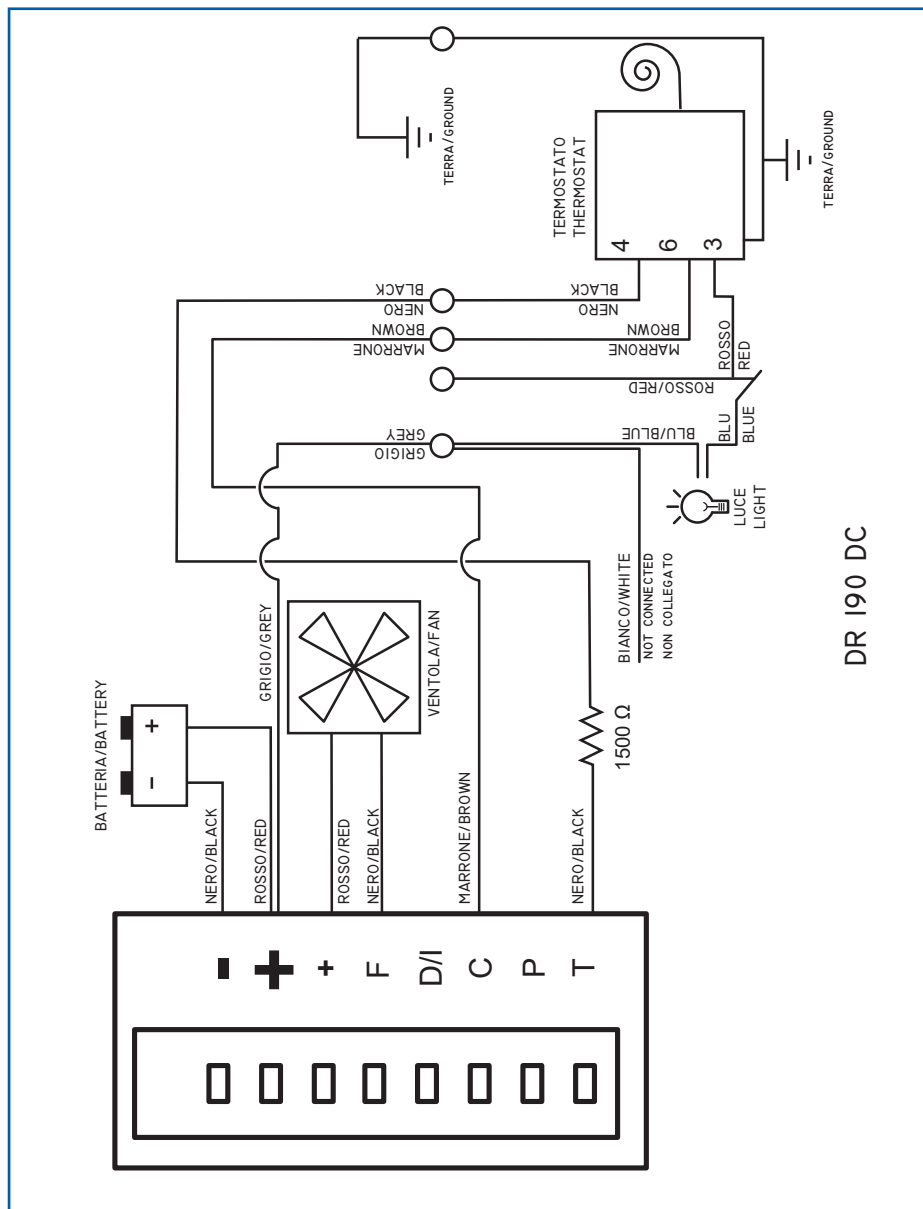 TERRA/GROUND
TERMOSTATO
THERMOSTAT
4
6
3
TERRA/GROUND
BLACK
NERO
BLACK
NERO
BROWN
MARRONE
BROWN
MARRONE
ROSSO
RED
ROSSO/RED
GREY
GRIGIO
BLU/BLUE
BLU
BLUE
LUCE
LIGHT
BIANCO/WHITE
NOT CONNECTED
NON COLLEGATO
GRIGIO/GREY
VENTOLA/FAN
BATTERIA/BATTERY
- +
1500 Ω
NERO/BLACK
ROSSO/RED
ROSSO/RED
NERO/BLACK
MARRONE/BROWN
NERO/BLACK
-
+
+
F
D/I
C
P
T
DR 190 DC